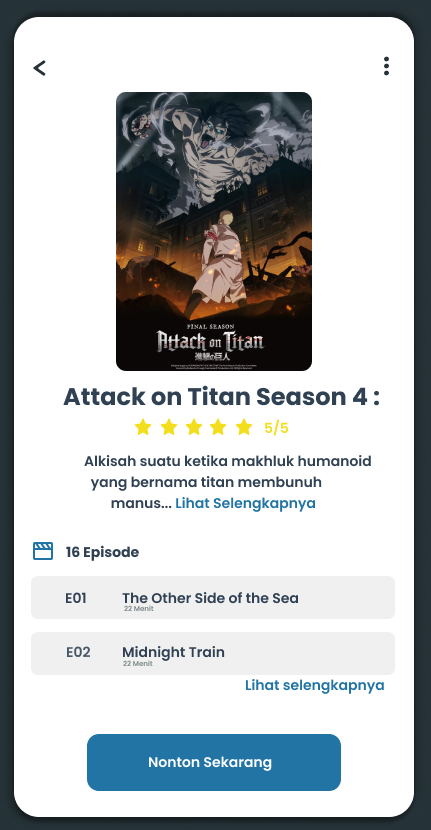 FINAL SEASON
Attack on Titan
進撃の巨人
Attack on Titan Season 4 :
5/5
Alkisah suatu ketika makhluk humanoid
yang bernama titan membunuh
manus... Lihat Selengkapnya
16 Episode
E01 The Other Side of the Sea
22 Menit
E02 Midnight Train
22 Menit
Lihat selengkapnya
Nonton Sekarang